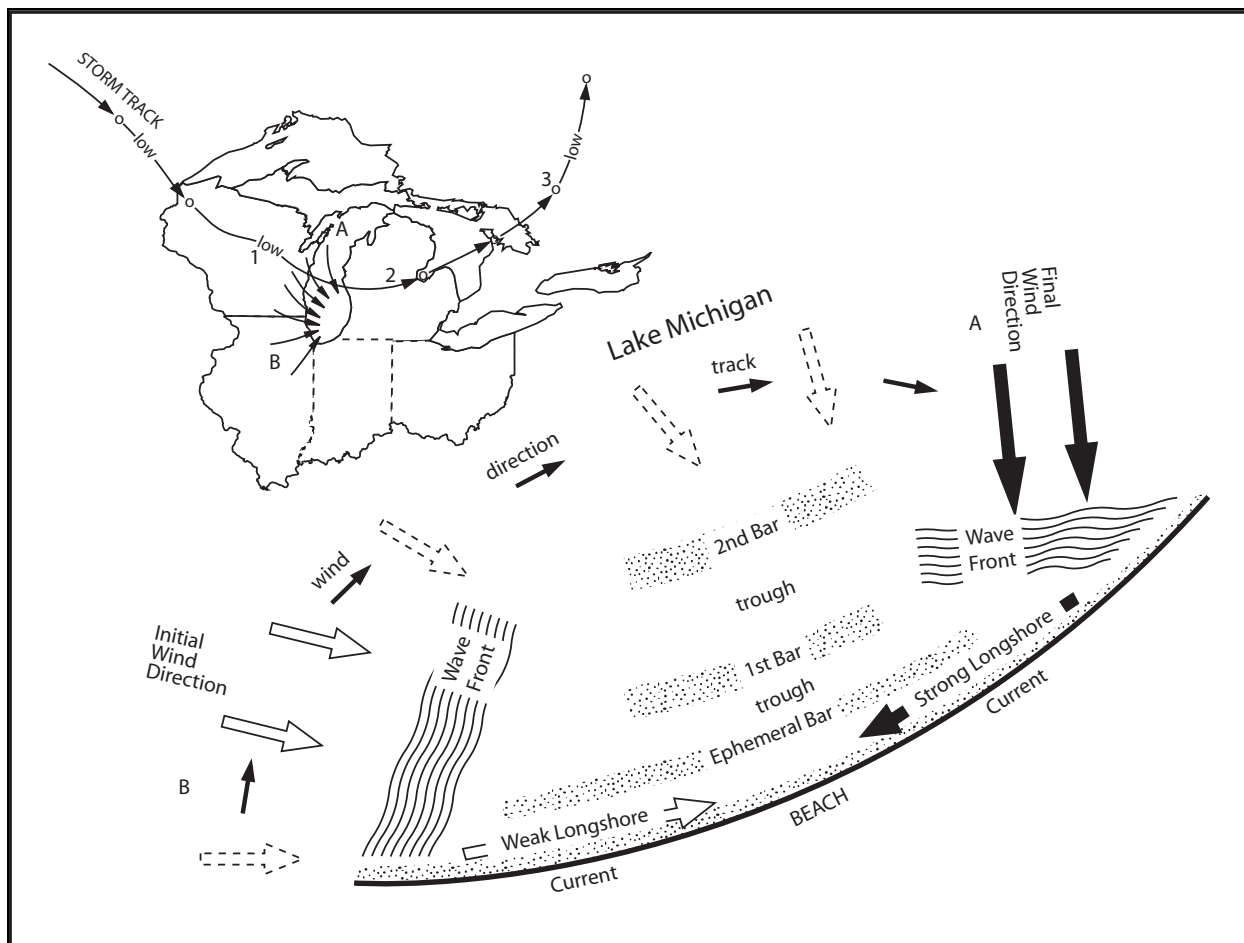 STORM TRACK
o
low
o
low
1
A
2
o
o
3
o
low
o
B
Lake Michigan
track
direction
wind
A
Final
Wind
Direction
Initial
Wind
Direction
B
Wave
Front
2nd Bar
trough
1st Bar
trough
Ephemeral Bar
Wave
Front
Strong Longshore
Current
Weak Longshore
Current
BEACH